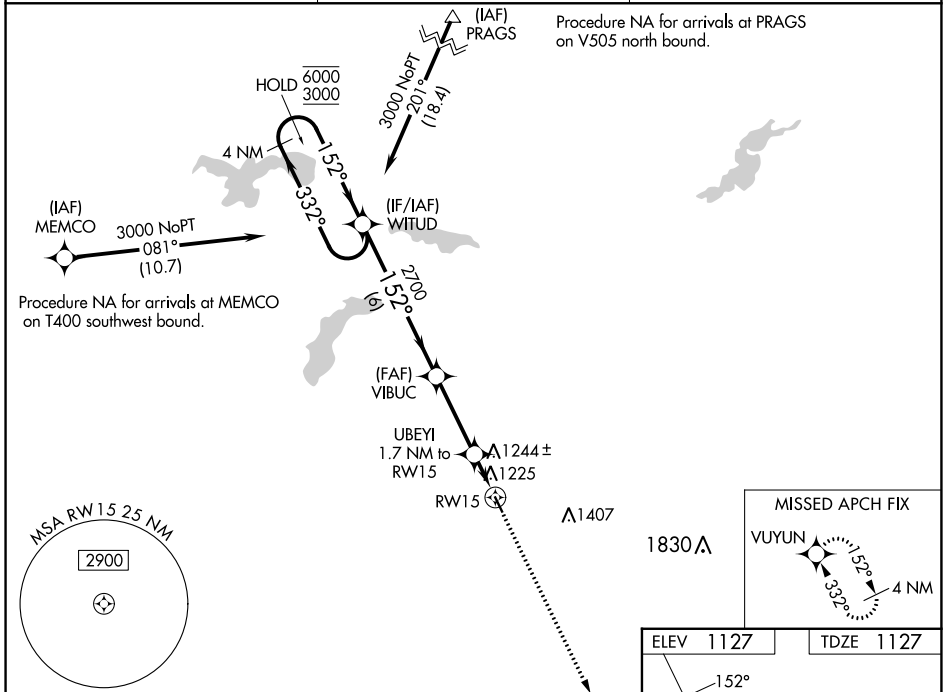 (IAF)
PRAGS
Procedure NA for arrivals at PRAGS
on V505 north bound.
3000 NoPT
201°
(18.4)
HOLD
6000
3000
4 NM
152°
332°
(IF/IAF)
WITUD
(IAF)
MEMCO
3000 NoPT
081°
(10.7)
Procedure NA for arrivals at MEMCO
on T400 southwest bound.
2700
152°
(6)
(FAF)
VIBUC
UBEYI
1.7 NM to
RW15
1244±
1225
RW15
1407
1830
MSA RW15 25 NM
2900
MISSED APCH FIX
VUYUN
152°
332°
4 NM
ELEV 1127
TDZE 1127
152°